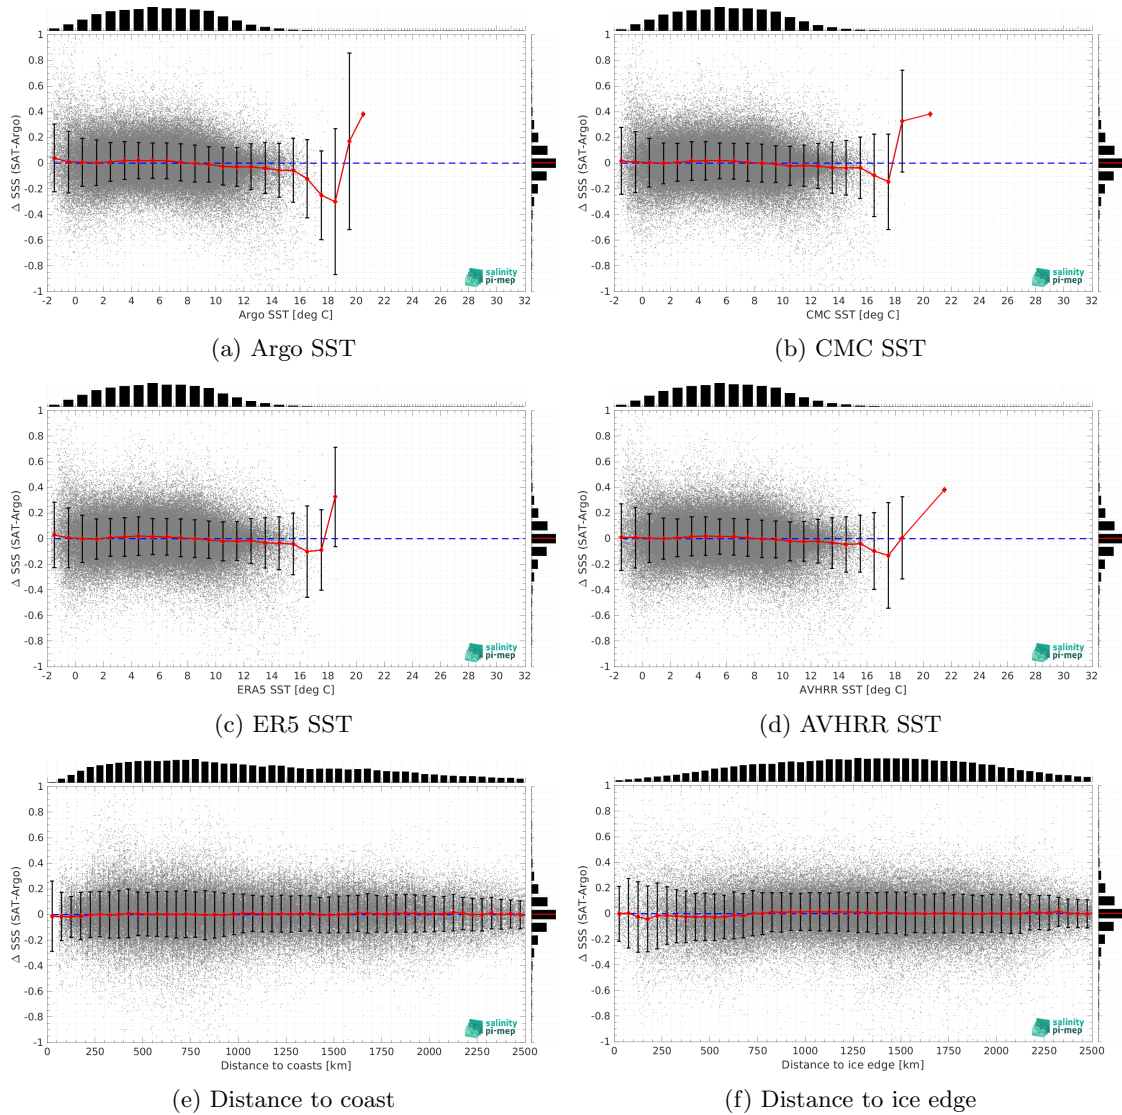 1
0.8
0.6
0.4
0.2
0
-0.2
-0.4
-0.6
-0.8
-1
Δ SSS (SAT-Argo)
salinity
pi-mep
-2 0 2 4 6 8 10 12 14 16 18 20 22 24 26 28 30 32
Argo SST [deg C]
(a) Argo SST
1
0.8
0.6
0.4
0.2
0
-0.2
-0.4
-0.6
-0.8
-1
Δ SSS (SAT-Argo)
salinity
pi-mep
-2 0 2 4 6 8 10 12 14 16 18 20 22 24 26 28 30 32
CMC SST [deg C]
(b) CMC SST
1
0.8
0.6
0.4
0.2
0
-0.2
-0.4
-0.6
-0.8
-1
Δ SSS (SAT-Argo)
salinity
pi-mep
-2 0 2 4 6 8 10 12 14 16 18 20 22 24 26 28 30 32
ERA5 SST [deg C]
(c) ER5 SST
1
0.8
0.6
0.4
0.2
0
-0.2
-0.4
-0.6
-0.8
-1
Δ SSS (SAT-Argo)
salinity
pi-mep
-2 0 2 4 6 8 10 12 14 16 18 20 22 24 26 28 30 32
AVHRR SST [deg C]
(d) AVHRR SST
1
0.8
0.6
0.4
0.2
0
-0.2
-0.4
-0.6
-0.8
-1
Δ SSS (SAT-Argo)
salinity
pi-mep
250 500 750 1000 1250 1500 1750 2000 2250 2500
Distance to coasts [km]
(e) Distance to coast
1
0.8
0.6
0.4
0.2
0
-0.2
-0.4
-0.6
-0.8
-1
Δ SSS (SAT-Argo)
salinity
pi-mep
250 500 750 1000 1250 1500 1750 2000 2250 2500
Distance to ice edge [km]
(f) Distance to ice edge